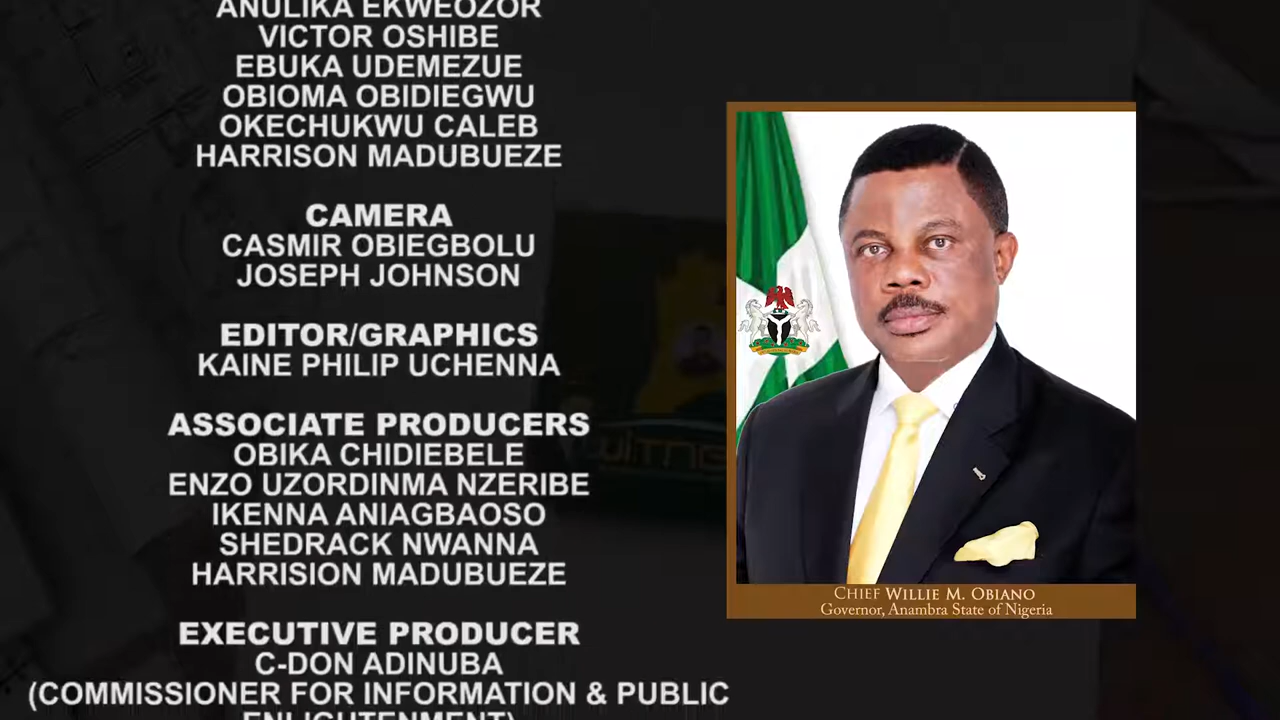 ANULIKA EKWEOZOR
VICTOR OSHIBE
EBUKA UDEMEZUE
OBIOMA OBIDIEGWU
OKECHUKWU CALEB
HARRISON MADUBUEZE
CAMERA
CASMIR OBIEGBOLU
JOSEPH JOHNSON
EDITOR/GRAPHICS
KAINE PHILIP UCHENNA
ASSOCIATE PRODUCERS
OBIKA CHIDIEBELE
ENZO UZORDINMA NZERIBE
IKENNA ANIAGBAOSO
SHEDRACK NWANNA
HARRISION MADUBUEZE
EXECUTIVE PRODUCER
C-DON ADINUBA
(COMMISSIONER FOR INFORMATION & PUBLIC
ENLIGHTENMENT)
CHIEF WILLIE M. OBIANO
Governor, Anambra State of Nigeria